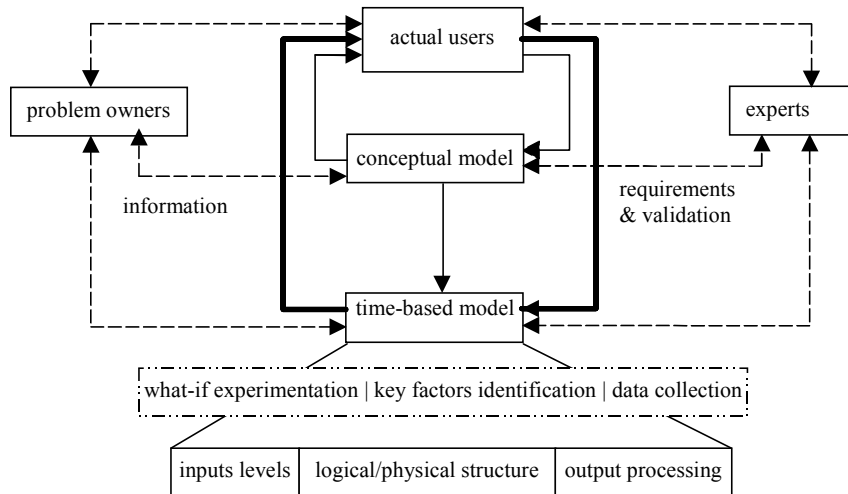 actual users
problem owners
experts
conceptual model
information
requirements
& validation
time-based model
what-if experimentation | key factors identification | data collection
inputs levels
logical/physical structure
output processing